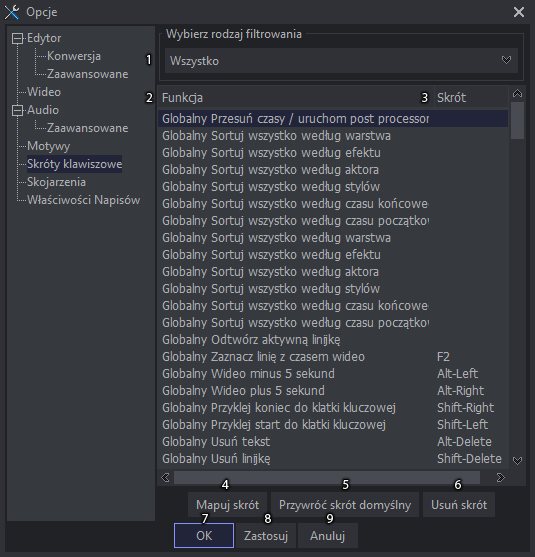 Opcje
Edytor
Konwersja
Zaawansowane
Wideo
Audio
Zaawansowane
Motywy
Skróty klawiszowe
Skojarzenia
Właściwości Napisów
Wybierz rodzaj filtrowania
1 Wszystko
2 Funkcja 3 Skrót
Globalny Przesuń czasy / uruchom post processor
Globalny Sortuj wszystko według warstwa
Globalny Sortuj wszystko według efektu
Globalny Sortuj wszystko według aktora
Globalny Sortuj wszystko według stylów
Globalny Sortuj wszystko według czasu końcowe
Globalny Sortuj wszystko według czasu początkow
Globalny Sortuj wszystko według warstwa
Globalny Sortuj wszystko według efektu
Globalny Sortuj wszystko według aktora
Globalny Sortuj wszystko według stylów
Globalny Sortuj wszystko według czasu końcowe
Globalny Sortuj wszystko według czasu początkow
Globalny Odtwórz aktywną linijkę
Globalny Zaznacz linię z czasem wideo F2
Globalny Wideo minus 5 sekund Alt-Left
Globalny Wideo plus 5 sekund Alt-Right
Globalny Przyklej koniec do klatki kluczowej Shift-Right
Globalny Przyklej start do klatki kluczowej Shift-Left
Globalny Usuń tekst Alt-Delete
Globalny Usuń linijkę Shift-Delete
4 5 6
Mapuj skrót Przywróć skrót domyślny Usuń skrót
7 8 9
OK Zastosuj Anuluj